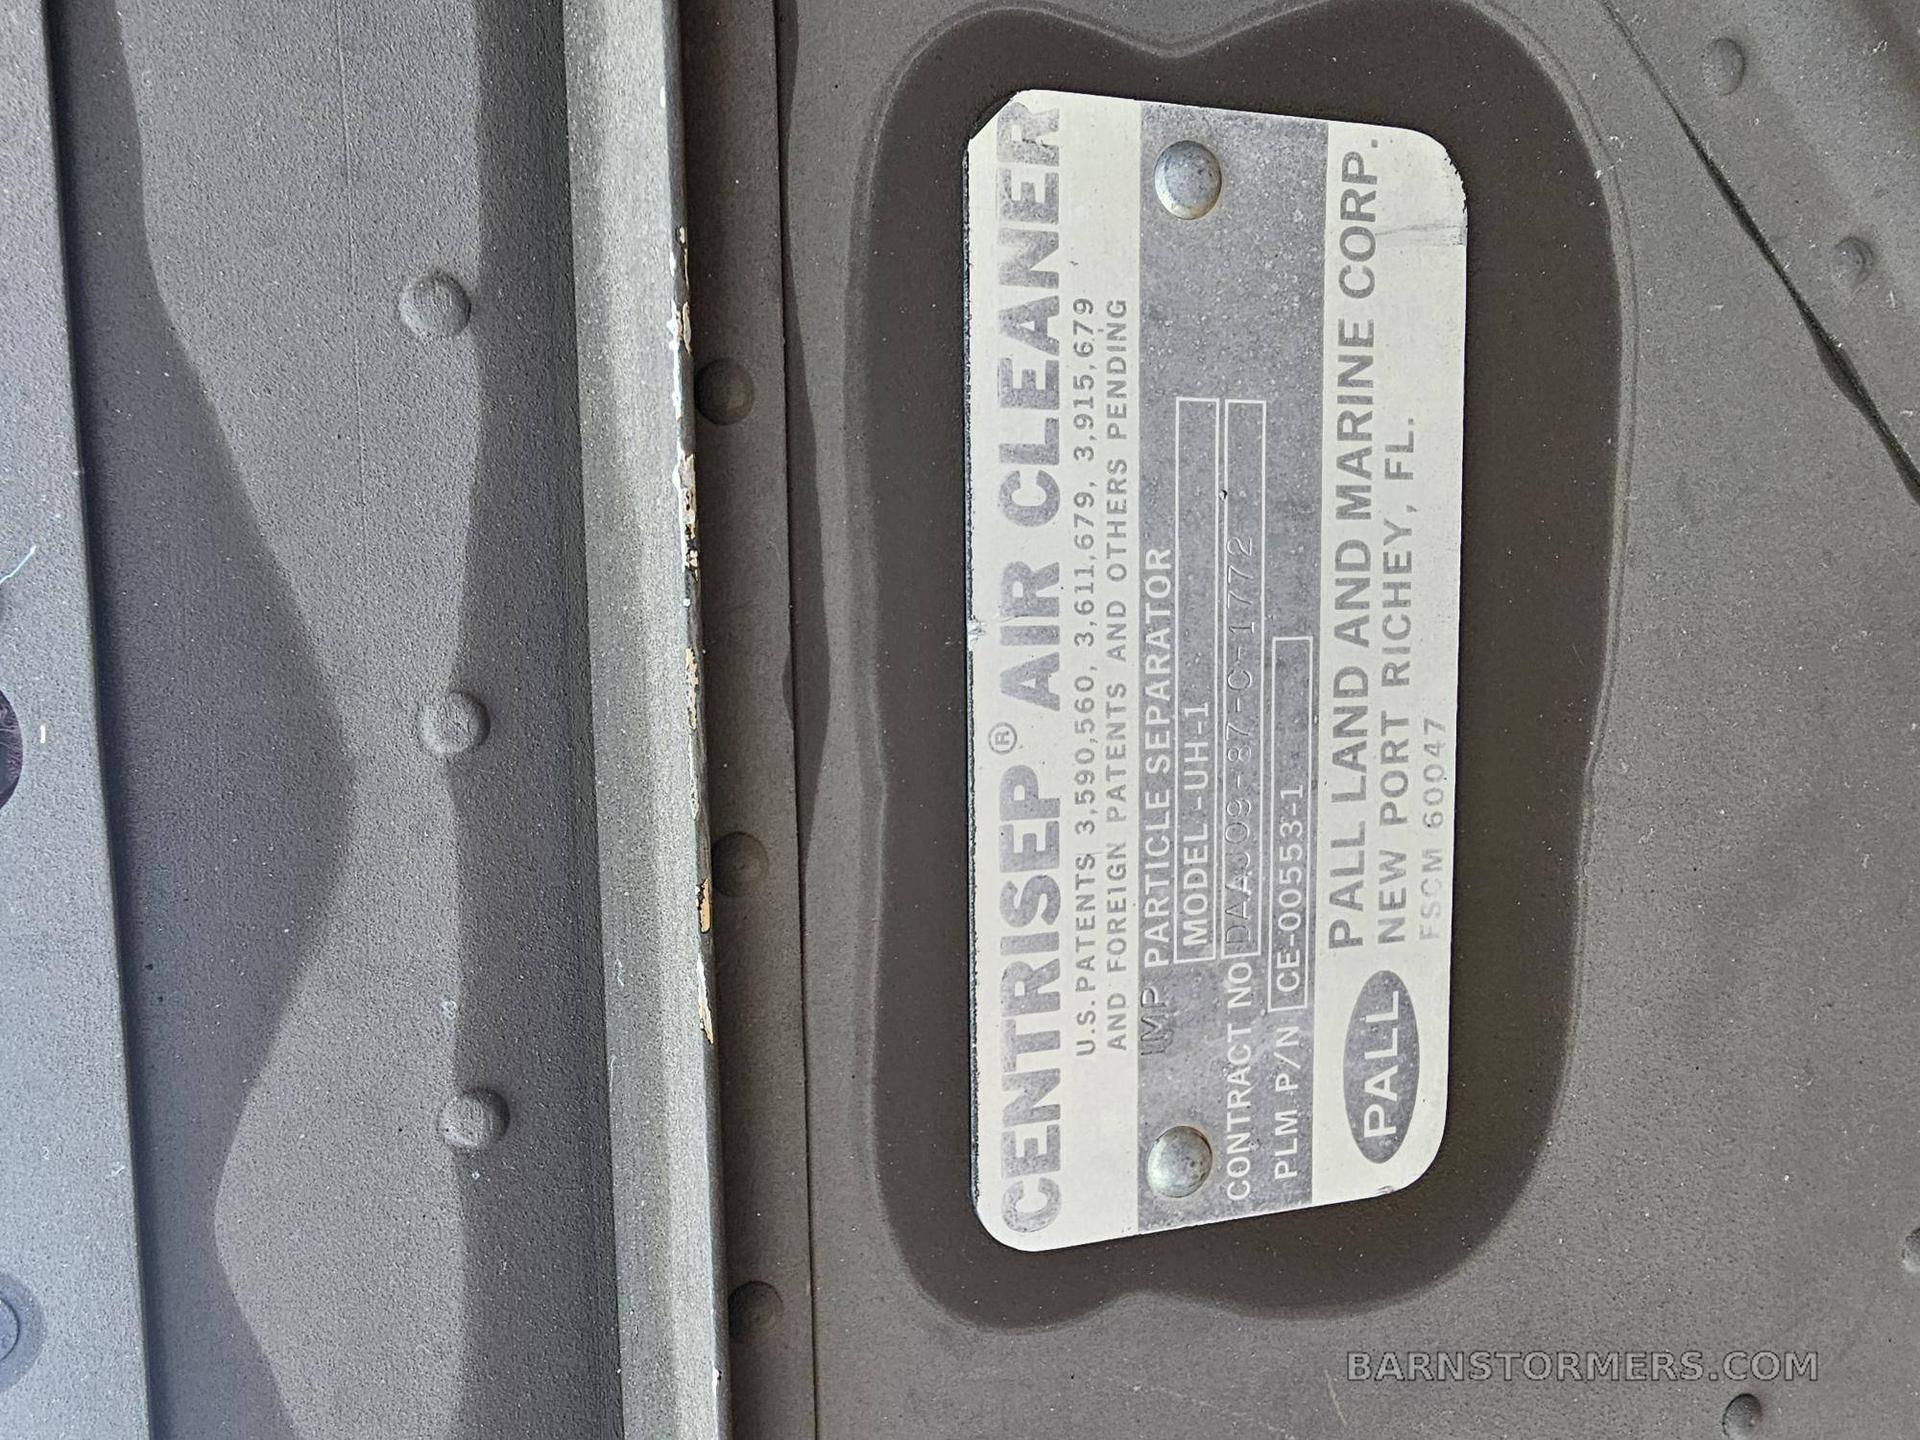 CENTRISEP® AIR CLEANER
U.S. PATENTS 3,590,560, 3,611,679, 3,915,679
AND FOREIGN PATENTS AND OTHERS PENDING
IMP PARTICLE SEPARATOR
MODEL-UH-1
CONTRACT NO DAAJ09-87-C-1772
PLM P/N CE-00553-1
PALL PALL LAND AND MARINE CORP.
NEW PORT RICHEY, FL.
FSCM 60047
BARNSTORMERS.COM